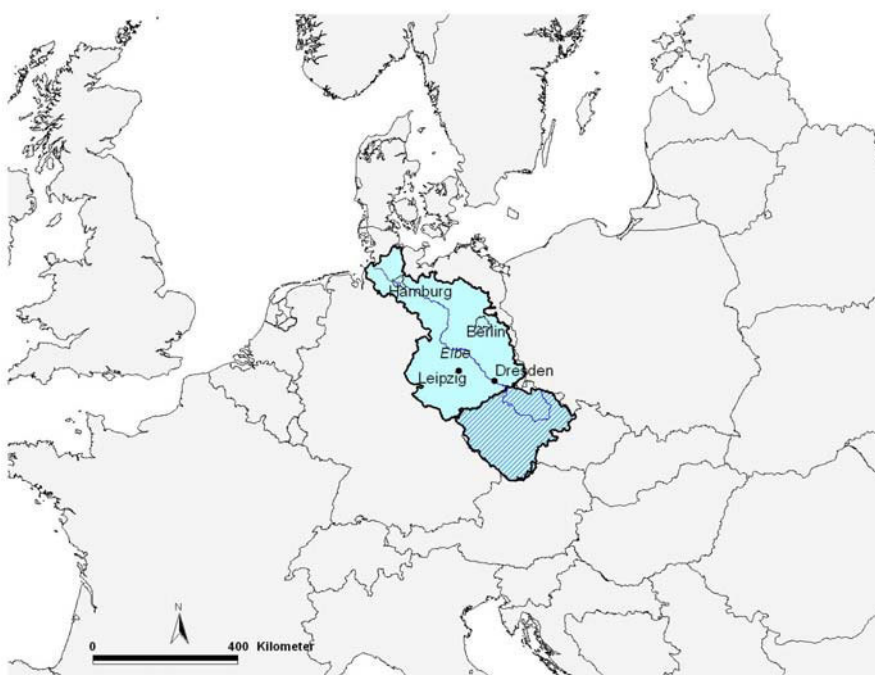 Hamburg
Berlin
Elbe
Dresden
Leipzig
N
0 400 Kilometer